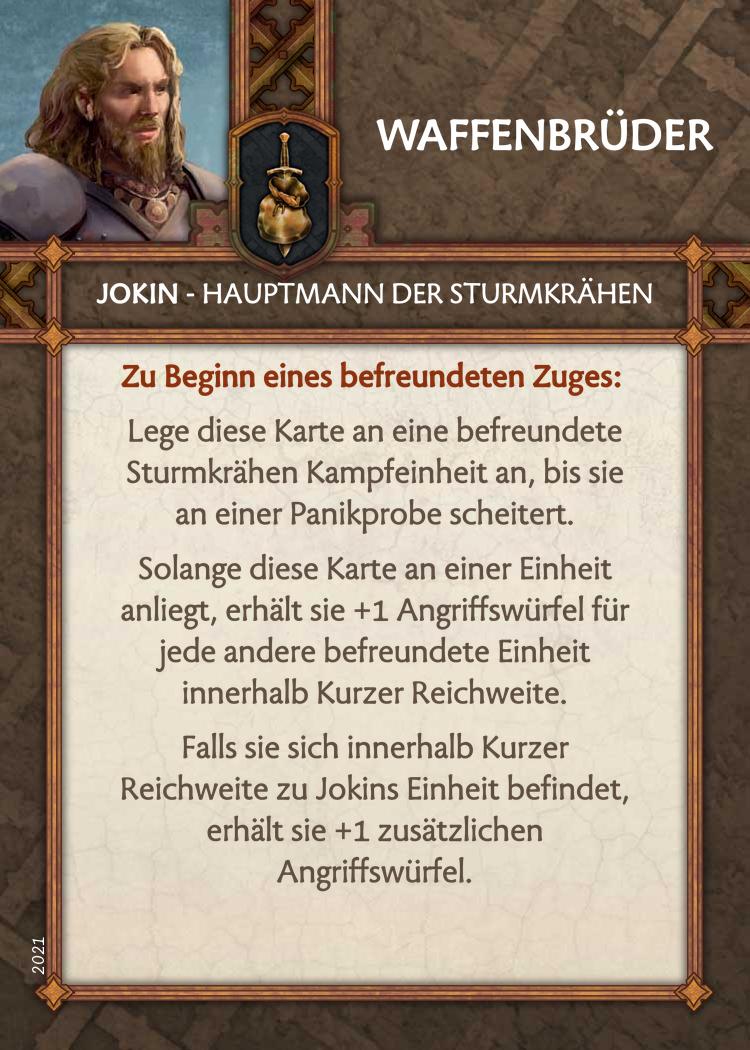 WAFFENBRÜDER
JOKIN - HAUPTMANN DER STURMKRÄHEN
Zu Beginn eines befreundeten Zuges:
Lege diese Karte an eine befreundete
Sturmkrähen Kampfeinheit an, bis sie
an einer Panikprobe scheitert.
Solange diese Karte an einer Einheit
anliegt, erhält sie +1 Angriffswürfel für
jede andere befreundete Einheit
innerhalb Kurzer Reichweite.
Falls sie sich innerhalb Kurzer
Reichweite zu Jokins Einheit befindet,
erhält sie +1 zusätzlichen
Angriffswürfel.
2021